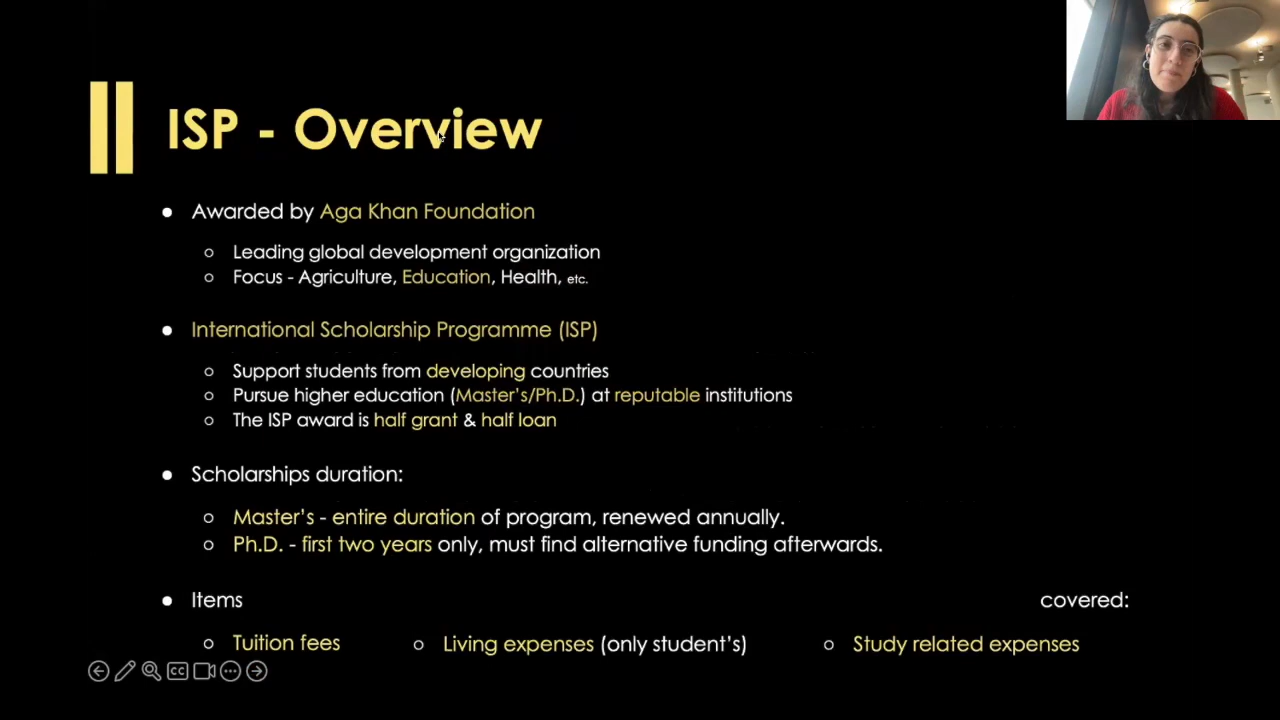 ISP - Overview
● Awarded by Aga Khan Foundation
○ Leading global development organization
○ Focus - Agriculture, Education, Health, etc.
● International Scholarship Programme (ISP)
○ Support students from developing countries
○ Pursue higher education (Master's/Ph.D.) at reputable institutions
○ The ISP award is half grant & half loan
● Scholarships duration:
○ Master's - entire duration of program, renewed annually.
○ Ph.D. - first two years only, must find alternative funding afterwards.
● Items covered:
○ Tuition fees ○ Living expenses (only student's) ○ Study related expenses
CC